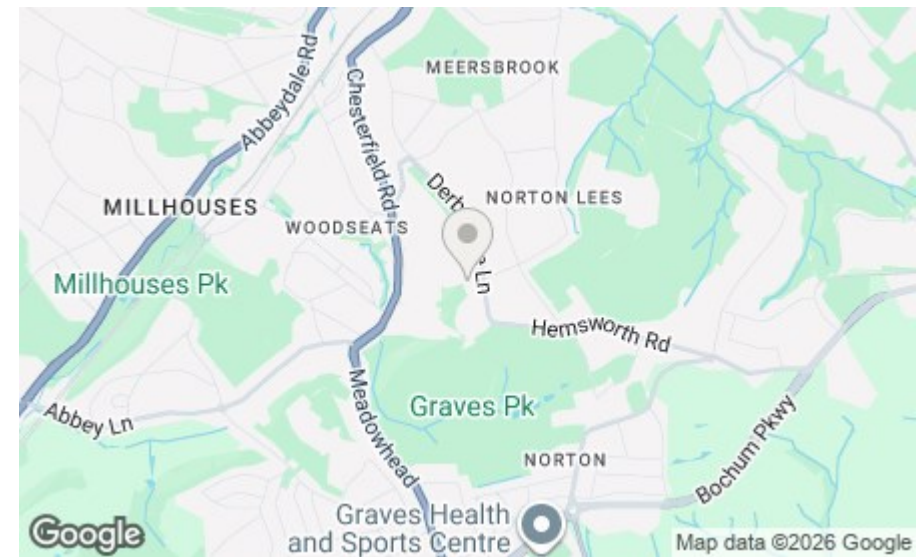 Abbeydale Rd
Chesterfield Rd
MEERSBROOK
MILLHOUSES
WOODSEATS
NORTON LEES
Ln
Millhouses Pk
Hemsworth Rd
Graves Pk
Abbey Ln
Meadowhead
NORTON
Bochum Pkwy
Graves Health
and Sports Centre
Google
Map data ©2026 Google